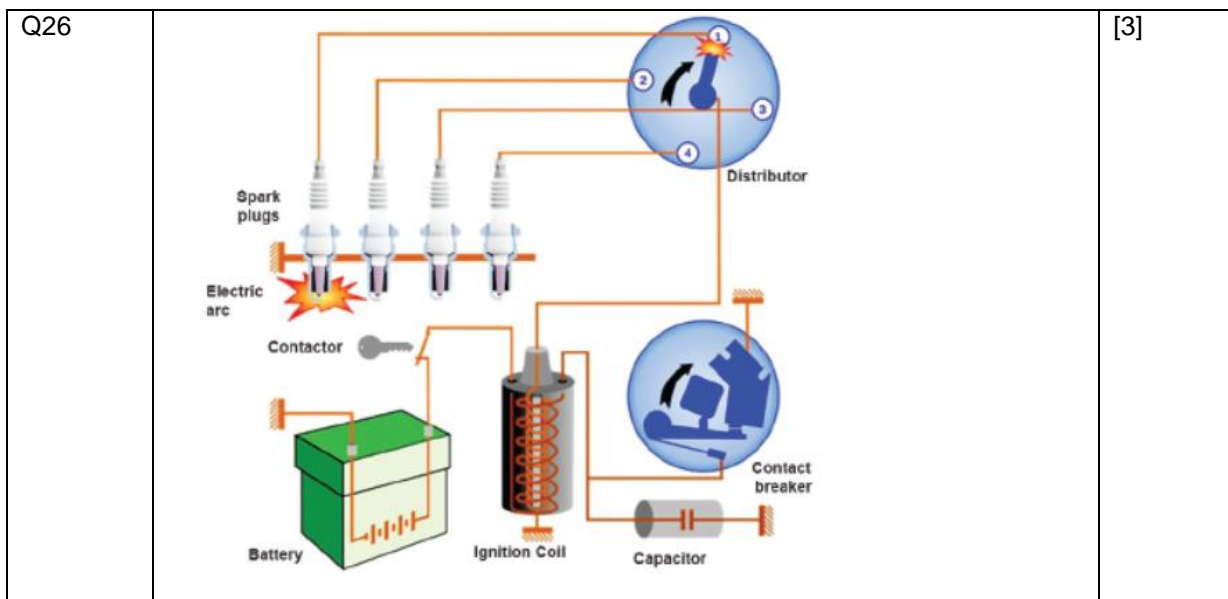 Q26
[3]
1
2
3
4
Distributor
Spark
plugs
Electric
arc
Contactor
Contact
breaker
Battery
Ignition Coil
Capacitor